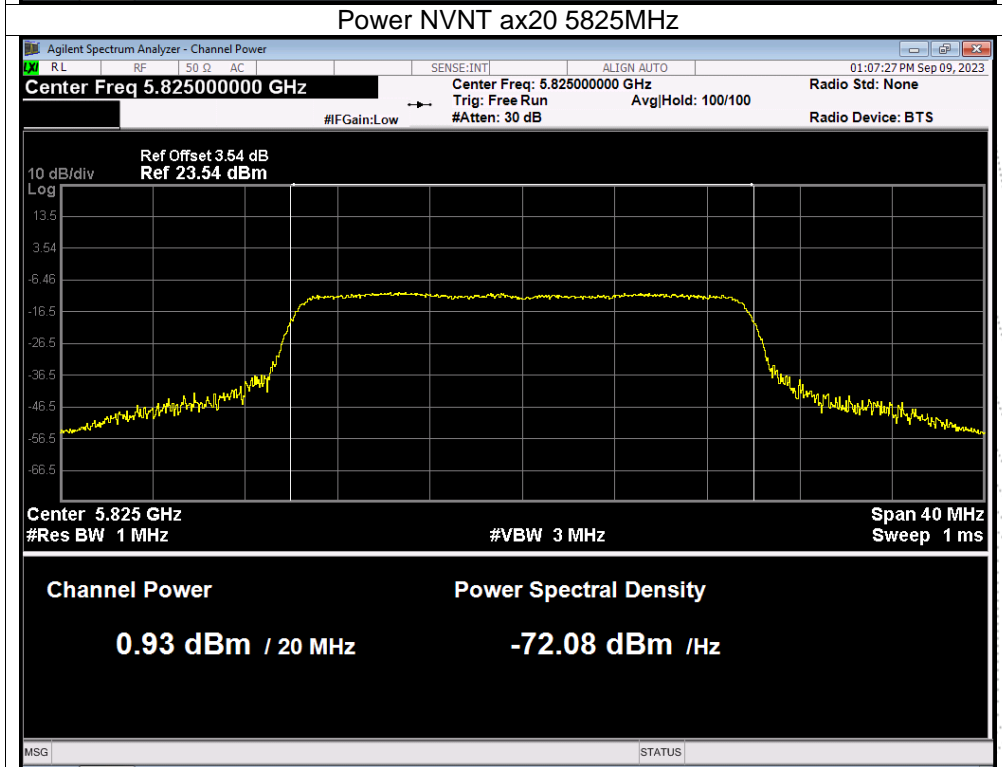 Power NVNT ax20 5825MHz
Agilent Spectrum Analyzer - Channel Power
LXI RL RF 50 Ω AC SENSE:INT ALIGN AUTO 01:07:27 PM Sep 09, 2023
Center Freq 5.825000000 GHz Center Freq: 5.825000000 GHz Radio Std: None
Trig: Free Run Avg|Hold: 100/100
#IFGain:Low #Atten: 30 dB Radio Device: BTS
Ref Offset 3.54 dB
10 dB/div Ref 23.54 dBm
Log
13.5
3.54
-6.46
-16.5
-26.5
-36.5
-46.5
-56.5
-66.5
Center 5.825 GHz Span 40 MHz
#Res BW 1 MHz #VBW 3 MHz Sweep 1 ms
Channel Power Power Spectral Density
0.93 dBm / 20 MHz -72.08 dBm /Hz
MSG STATUS